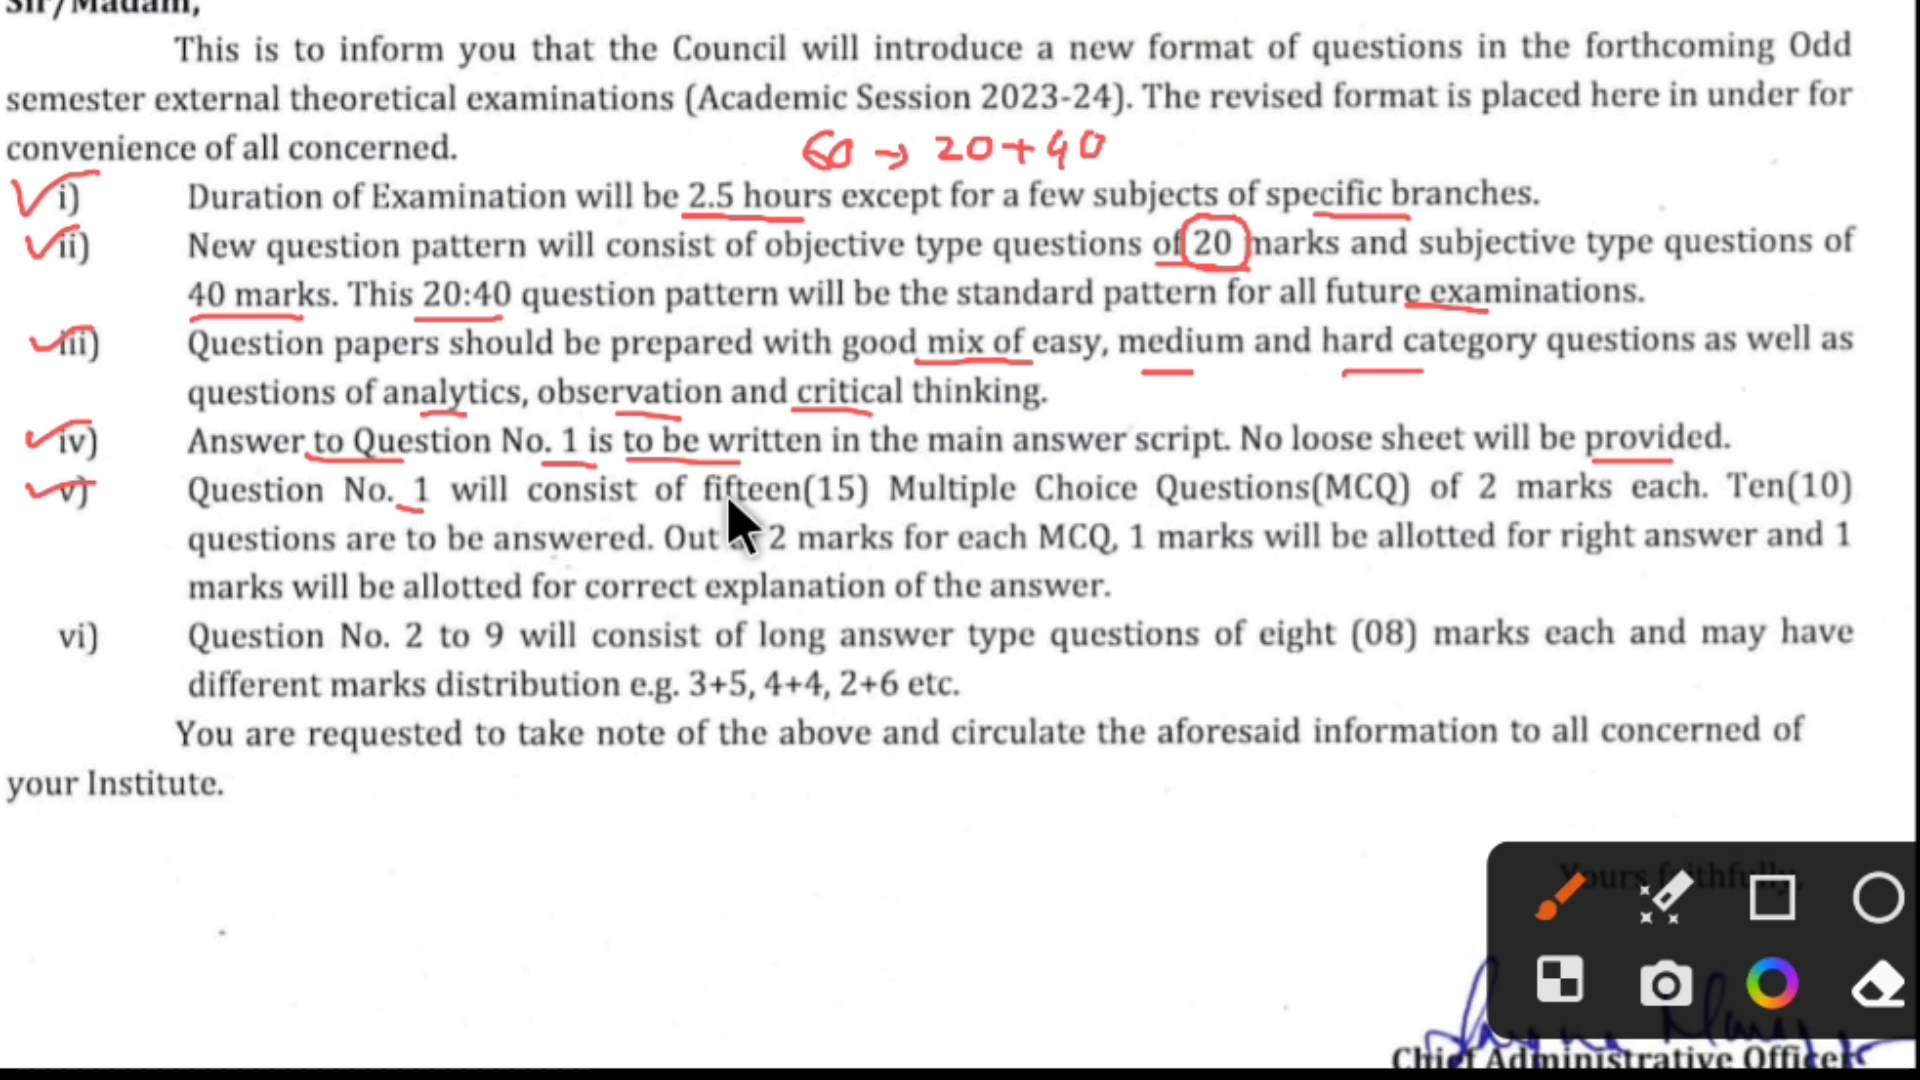 Sir/Madam,
This is to inform you that the Council will introduce a new format of questions in the forthcoming Odd
semester external theoretical examinations (Academic Session 2023-24). The revised format is placed here in under for
convenience of all concerned.
60 → 20+40
i) Duration of Examination will be 2.5 hours except for a few subjects of specific branches.
ii) New question pattern will consist of objective type questions of 20 marks and subjective type questions of
40 marks. This 20:40 question pattern will be the standard pattern for all future examinations.
iii) Question papers should be prepared with good mix of easy, medium and hard category questions as well as
questions of analytics, observation and critical thinking.
iv) Answer to Question No. 1 is to be written in the main answer script. No loose sheet will be provided.
v) Question No. 1 will consist of fifteen(15) Multiple Choice Questions(MCQ) of 2 marks each. Ten(10)
questions are to be answered. Out 2 marks for each MCQ, 1 marks will be allotted for right answer and 1
marks will be allotted for correct explanation of the answer.
vi) Question No. 2 to 9 will consist of long answer type questions of eight (08) marks each and may have
different marks distribution e.g. 3+5, 4+4, 2+6 etc.
You are requested to take note of the above and circulate the aforesaid information to all concerned of
your Institute.
Yours faithfully,
Chief Administrative Officer